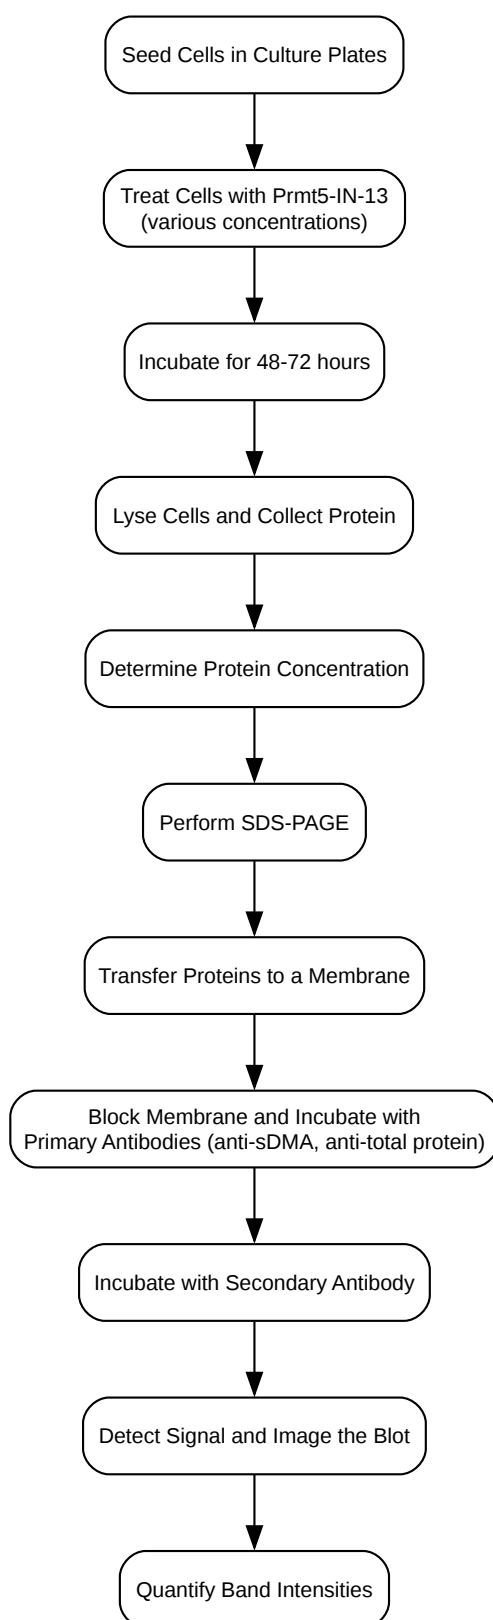 Seed Cells in Culture Plates
Treat Cells with Prmt5-IN-13
(various concentrations)
Incubate for 48-72 hours
Lyse Cells and Collect Protein
Determine Protein Concentration
Perform SDS-PAGE
Transfer Proteins to a Membrane
Block Membrane and Incubate with
Primary Antibodies (anti-sDMA, anti-total protein)
Incubate with Secondary Antibody
Detect Signal and Image the Blot
Quantify Band Intensities